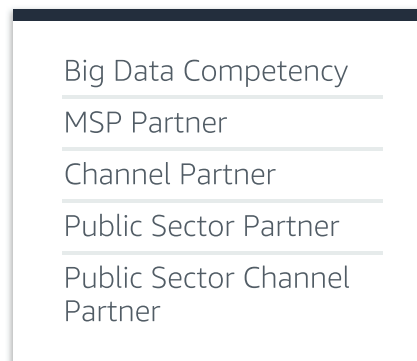 Big Data Competency
MSP Partner
Channel Partner
Public Sector Partner
Public Sector Channel
Partner